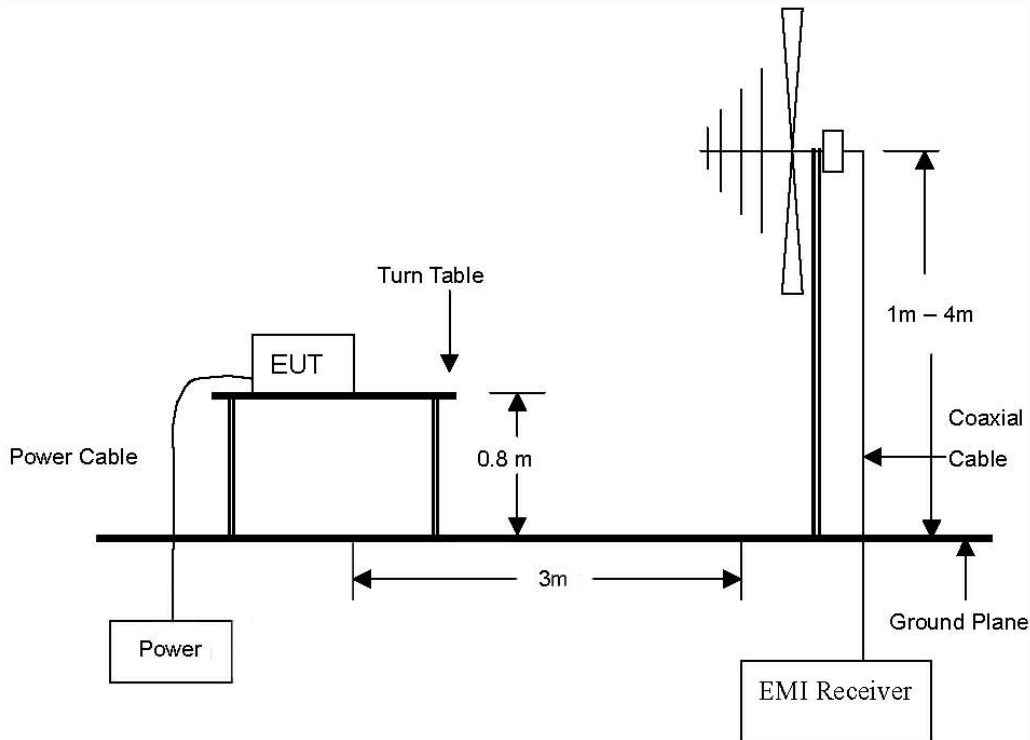 Turn Table
EUT
1m – 4m
Coaxial
Cable
Power Cable
0.8 m
3m
Ground Plane
Power
EMI Receiver